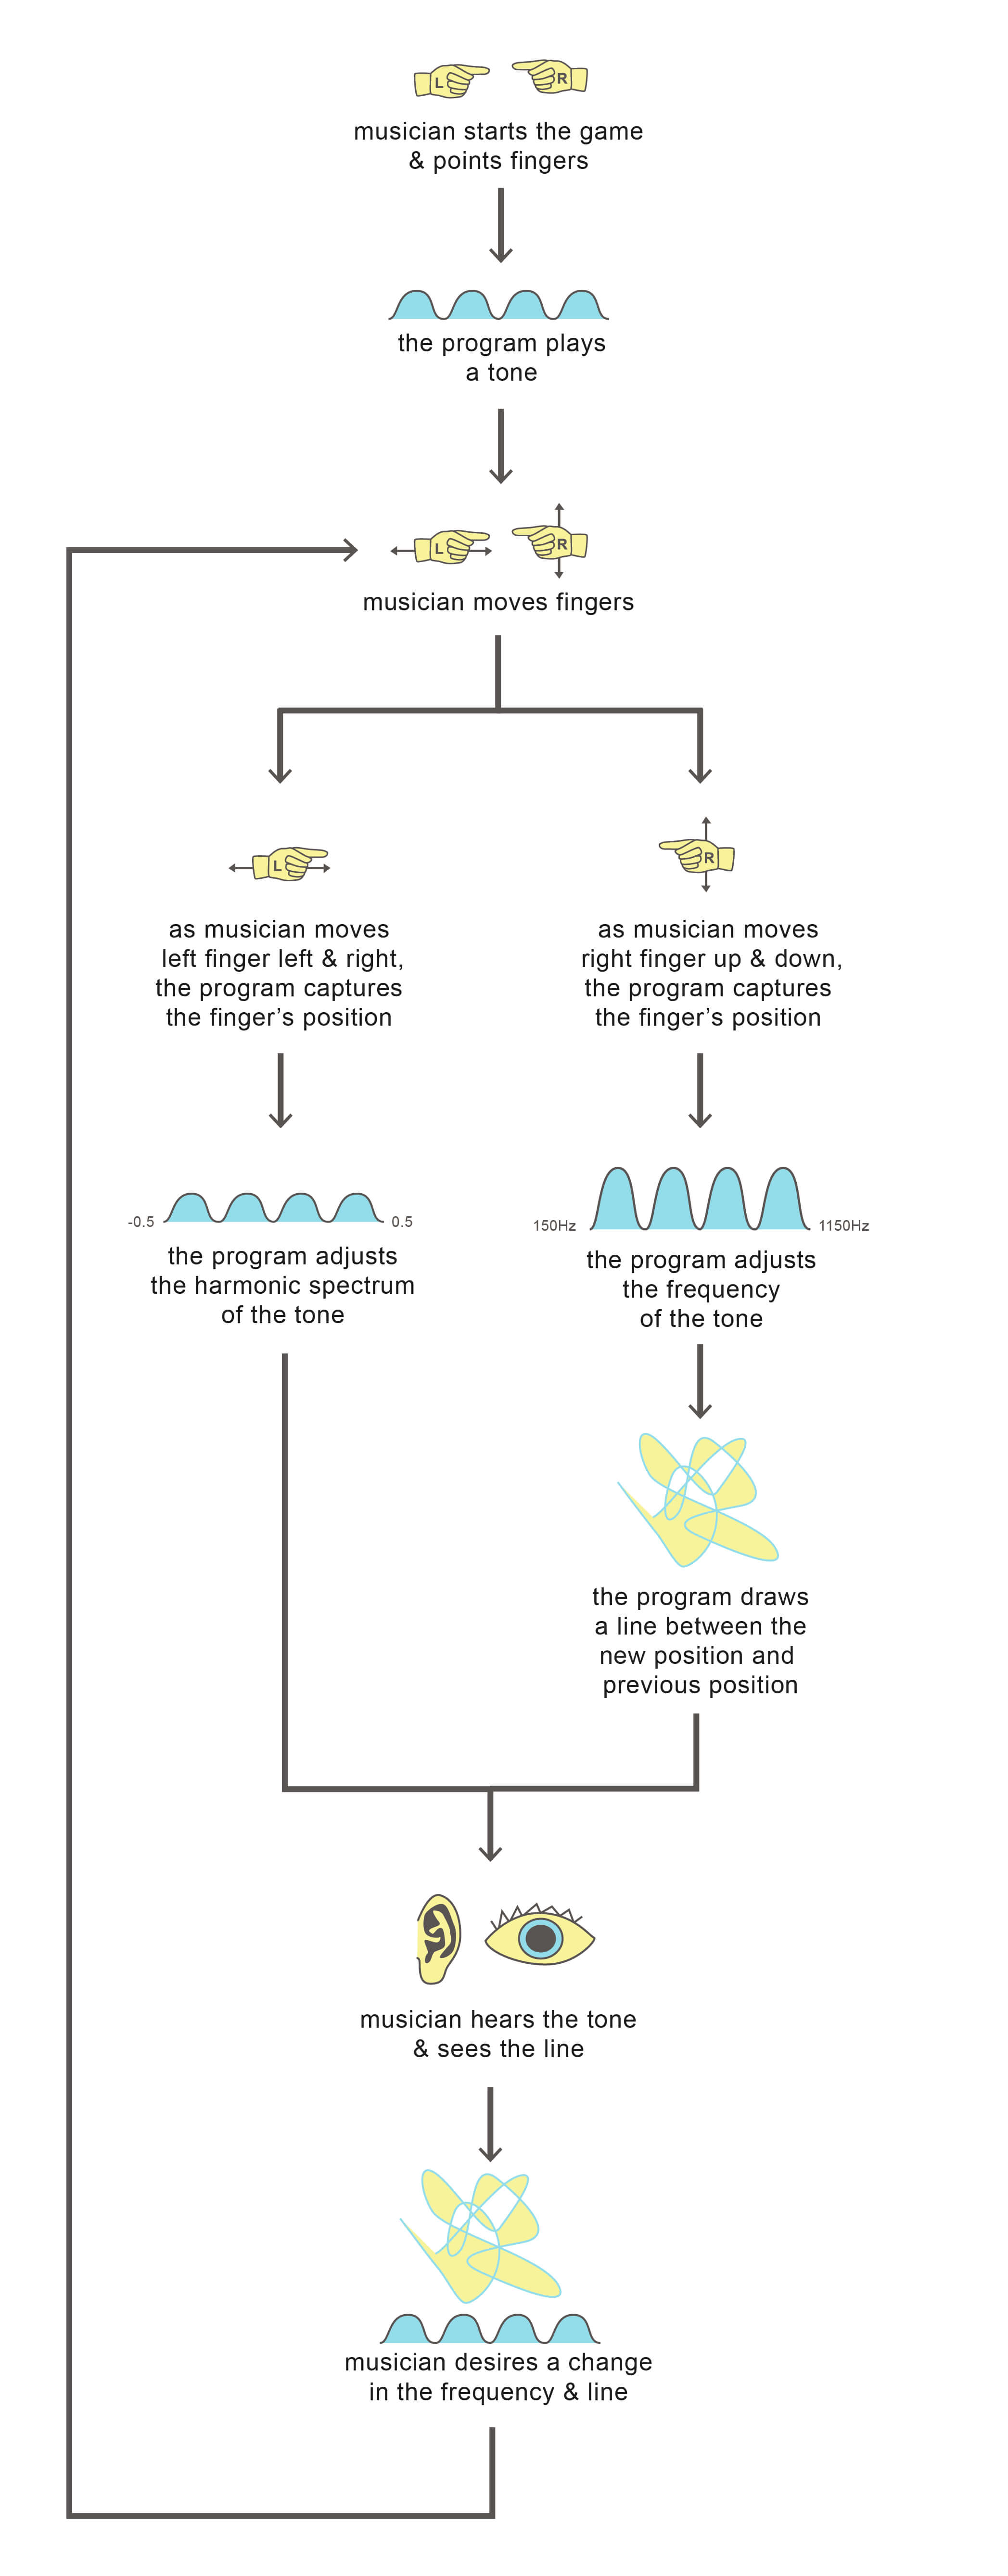 L R
musician starts the game
& points fingers
the program plays
a tone
L R
musician moves fingers
L
as musician moves
left finger left & right,
the program captures
the finger’s position
R
as musician moves
right finger up & down,
the program captures
the finger’s position
-0.5 0.5
the program adjusts
the harmonic spectrum
of the tone
150Hz 1150Hz
the program adjusts
the frequency
of the tone
the program draws
a line between the
new position and
previous position
musician hears the tone
& sees the line
musician desires a change
in the frequency & line